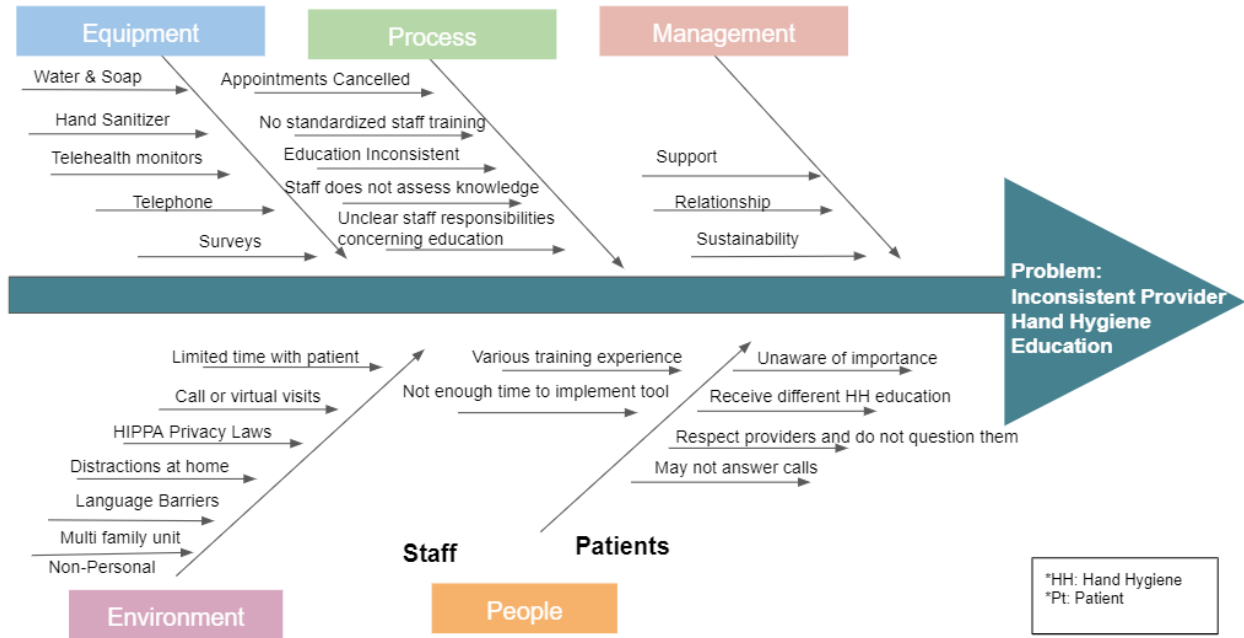 Equipment
Process
Management
Water & Soap
Hand Sanitizer
Telehealth monitors
Telephone
Surveys
Appointments Cancelled
No standardized staff training
Education Inconsistent
Staff does not assess knowledge
Unclear staff responsibilities
concerning education
Support
Relationship
Sustainability
Problem:
Inconsistent Provider
Hand Hygiene
Education
Limited time with patient
Call or virtual visits
HIPPA Privacy Laws
Distractions at home
Language Barriers
Multi family unit
Non-Personal
Various training experience
Not enough time to implement tool
Unaware of importance
Receive different HH education
Respect providers and do not question them
May not answer calls
Staff
Patients
Environment
People
*HH: Hand Hygiene
*Pt: Patient